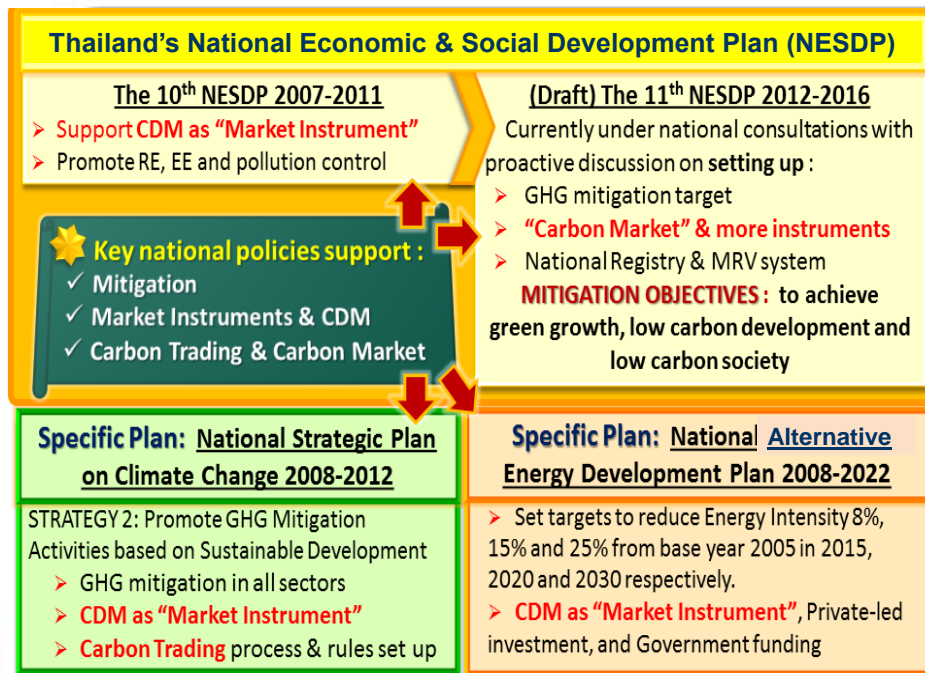 Thailand's National Economic & Social Development Plan (NESDP)
The 10th NESDP 2007-2011
➢ Support CDM as “Market Instrument”
➢ Promote RE, EE and pollution control
(Draft) The 11th NESDP 2012-2016
Currently under national consultations with
proactive discussion on setting up :
➢ GHG mitigation target
➢ “Carbon Market” & more instruments
➢ National Registry & MRV system
MITIGATION OBJECTIVES : to achieve
green growth, low carbon development and
low carbon society
Key national policies support :
✓ Mitigation
✓ Market Instruments & CDM
✓ Carbon Trading & Carbon Market
Specific Plan: National Strategic Plan
on Climate Change 2008-2012
STRATEGY 2: Promote GHG Mitigation
Activities based on Sustainable Development
➢ GHG mitigation in all sectors
➢ CDM as “Market Instrument”
➢ Carbon Trading process & rules set up
Specific Plan: National Alternative
Energy Development Plan 2008-2022
➢ Set targets to reduce Energy Intensity 8%,
15% and 25% from base year 2005 in 2015,
2020 and 2030 respectively.
➢ CDM as “Market Instrument”, Private-led
investment, and Government funding